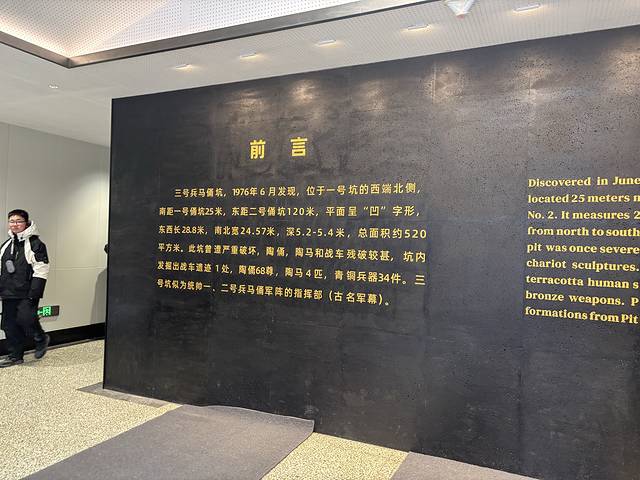 前 言
三号兵马俑坑，1976年6月发现，位于一号坑的西端北侧，
南距一号俑坑25米，东距二号俑坑120米，平面呈“凹”字形，
东西长28.8米，南北宽24.57米，深5.2-5.4米，总面积约520
平方米。此坑曾遭严重破坏，陶俑，陶马和战车残破较甚，坑内
发掘出战车遗迹1处，陶俑68尊，陶马4匹，青铜兵器34件。三
号坑似为统帅一、二号兵马俑军阵的指挥部（古名军幕）。
Discovered in June
located 25 meters n
No. 2. It measures 2
from north to south
pit was once severe
chariot sculptures.
terracotta human s
bronze weapons. P
formations from Pit